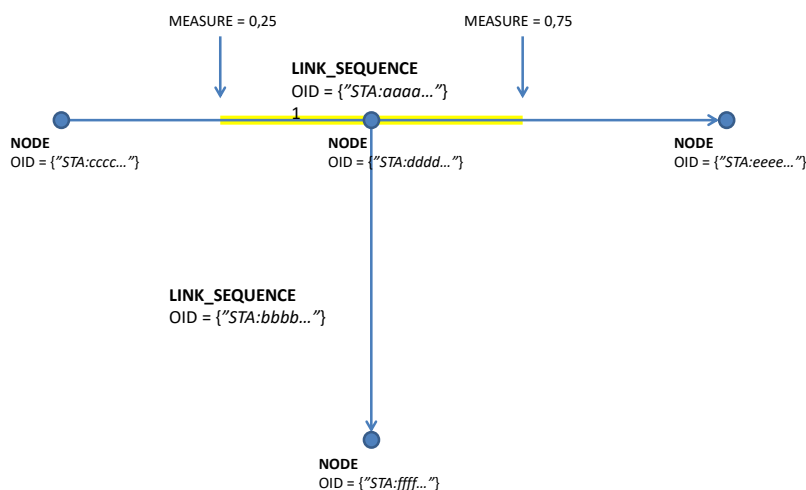 MEASURE = 0,25
MEASURE = 0,75
LINK_SEQUENCE
OID = {”STA:aaaa…”}
1
NODE
OID = {”STA:cccc…”}
NODE
OID = {”STA:dddd…”}
NODE
OID = {”STA:eeee…”}
LINK_SEQUENCE
OID = {”STA:bbbb…”}
NODE
OID = {”STA:ffff…”}